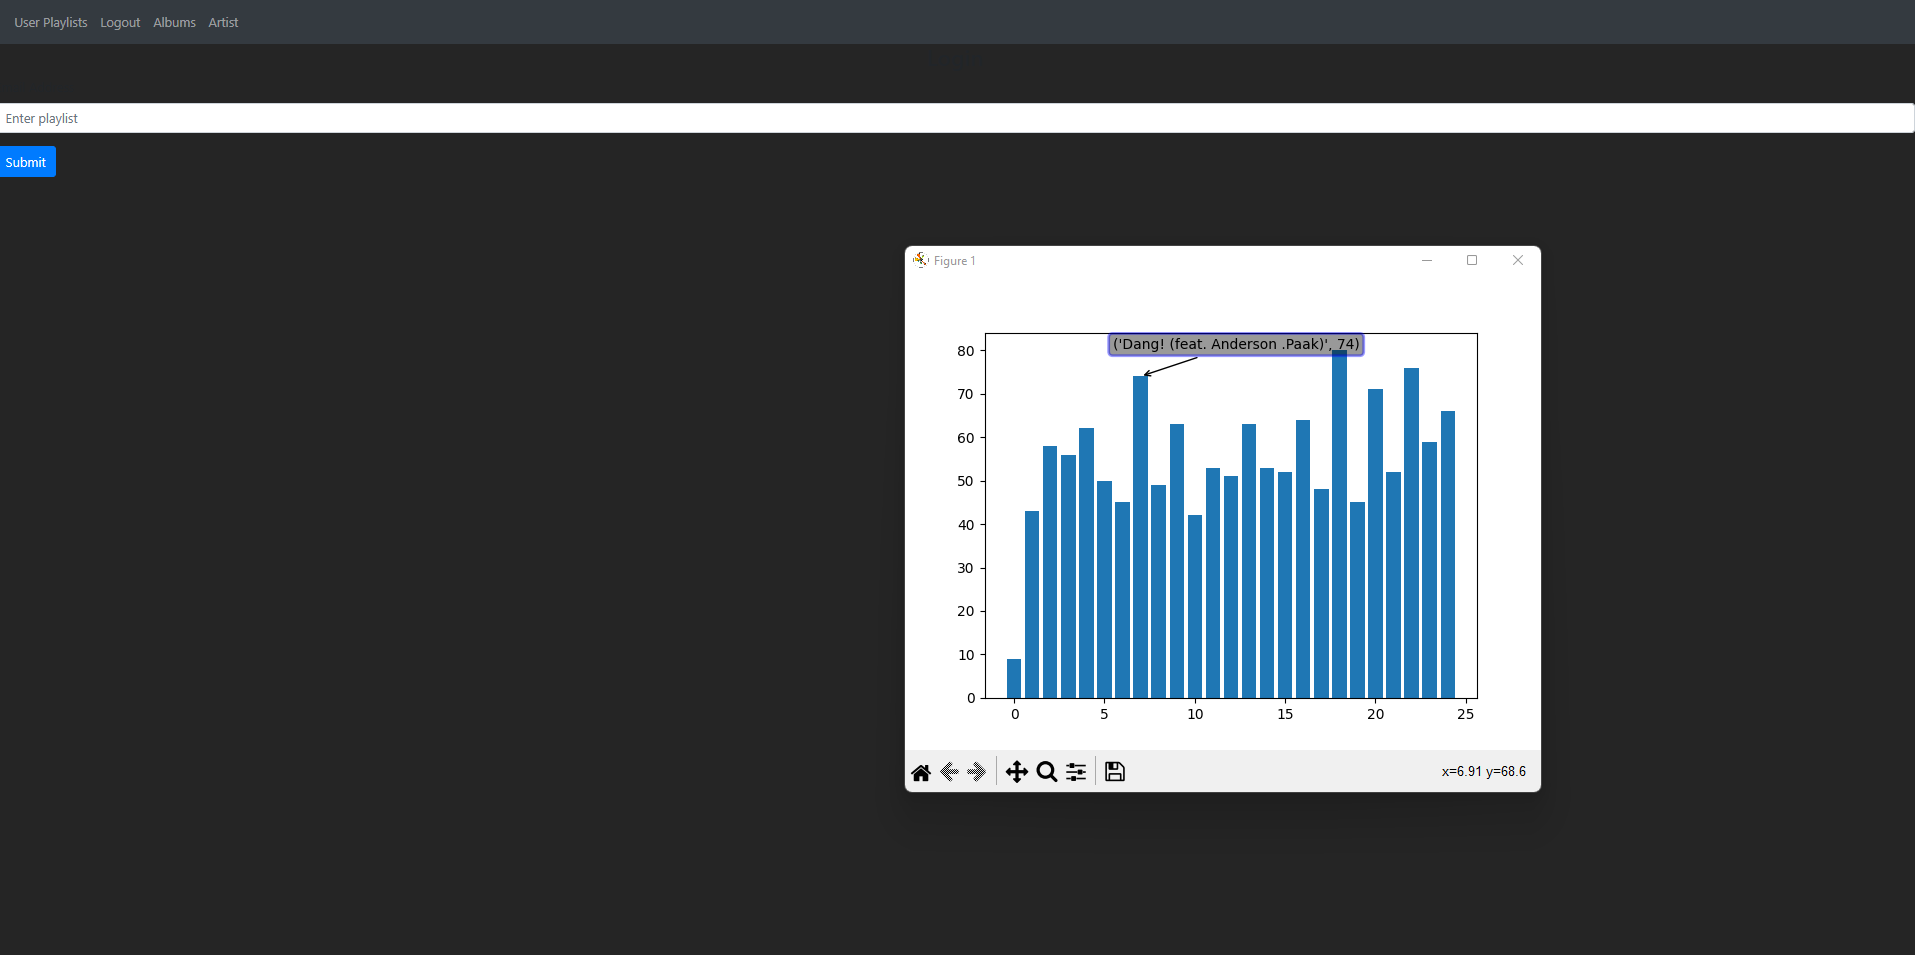 User Playlists Logout Albums Artist
Enter playlist
Submit
Figure 1
('Dang! (feat. Anderson .Paak)', 74)
80
70
60
50
40
30
20
10
0
0 5 10 15 20 25
x=6.91 y=68.6